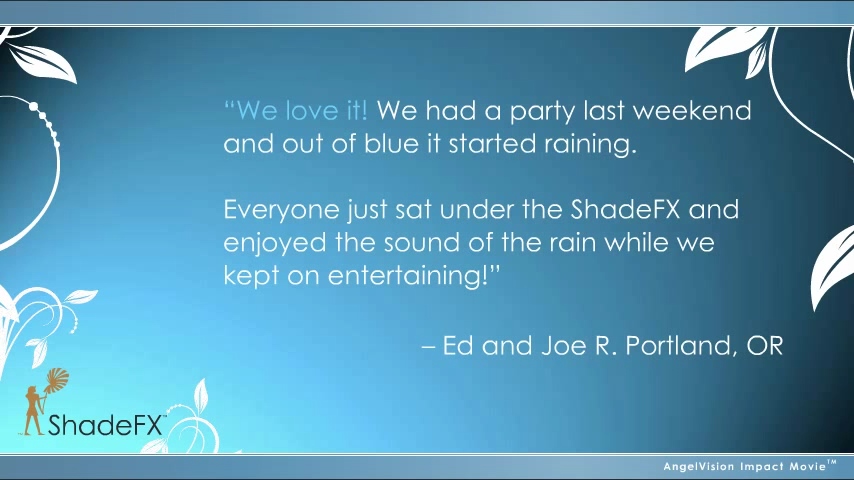 “We love it! We had a party last weekend
and out of blue it started raining.
Everyone just sat under the ShadeFX and
enjoyed the sound of the rain while we
kept on entertaining!”
– Ed and Joe R. Portland, OR
ShadeFX™
AngelVision Impact Movie™